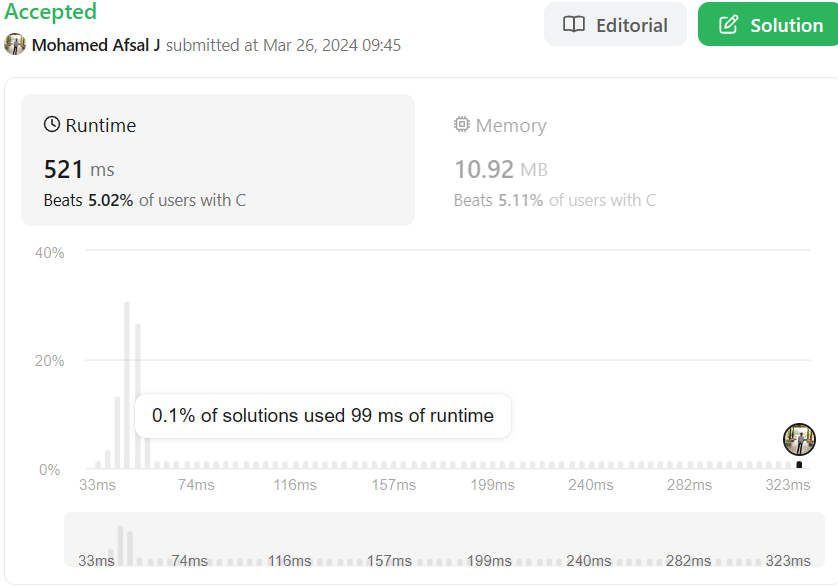 Accepted
Editorial
Solution
Mohamed Afsal J submitted at Mar 26, 2024 09:45
Runtime
Memory
521 ms
10.92 MB
Beats 5.02% of users with C
Beats 5.11% of users with C
40%
20%
0.1% of solutions used 99 ms of runtime
0%
33ms 74ms 116ms 157ms 199ms 240ms 282ms 323ms
33ms 74ms 116ms 157ms 199ms 240ms 282ms 323ms